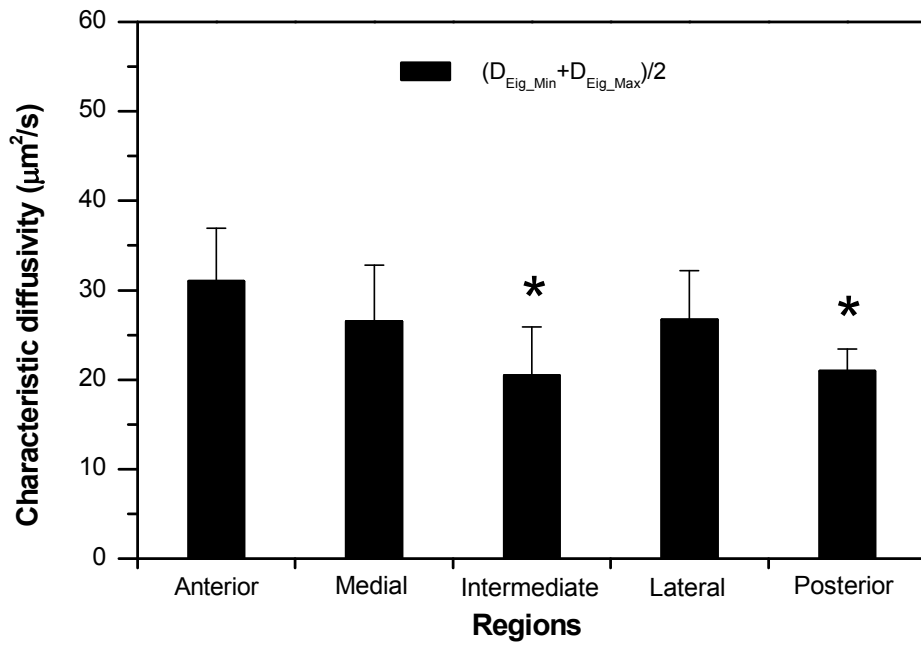 60
50
40
30
20
10
0
Characteristic diffusivity (μm²/s)
(D_Eig_Min+D_Eig_Max)/2
*
*
Anterior Medial Intermediate Lateral Posterior
Regions